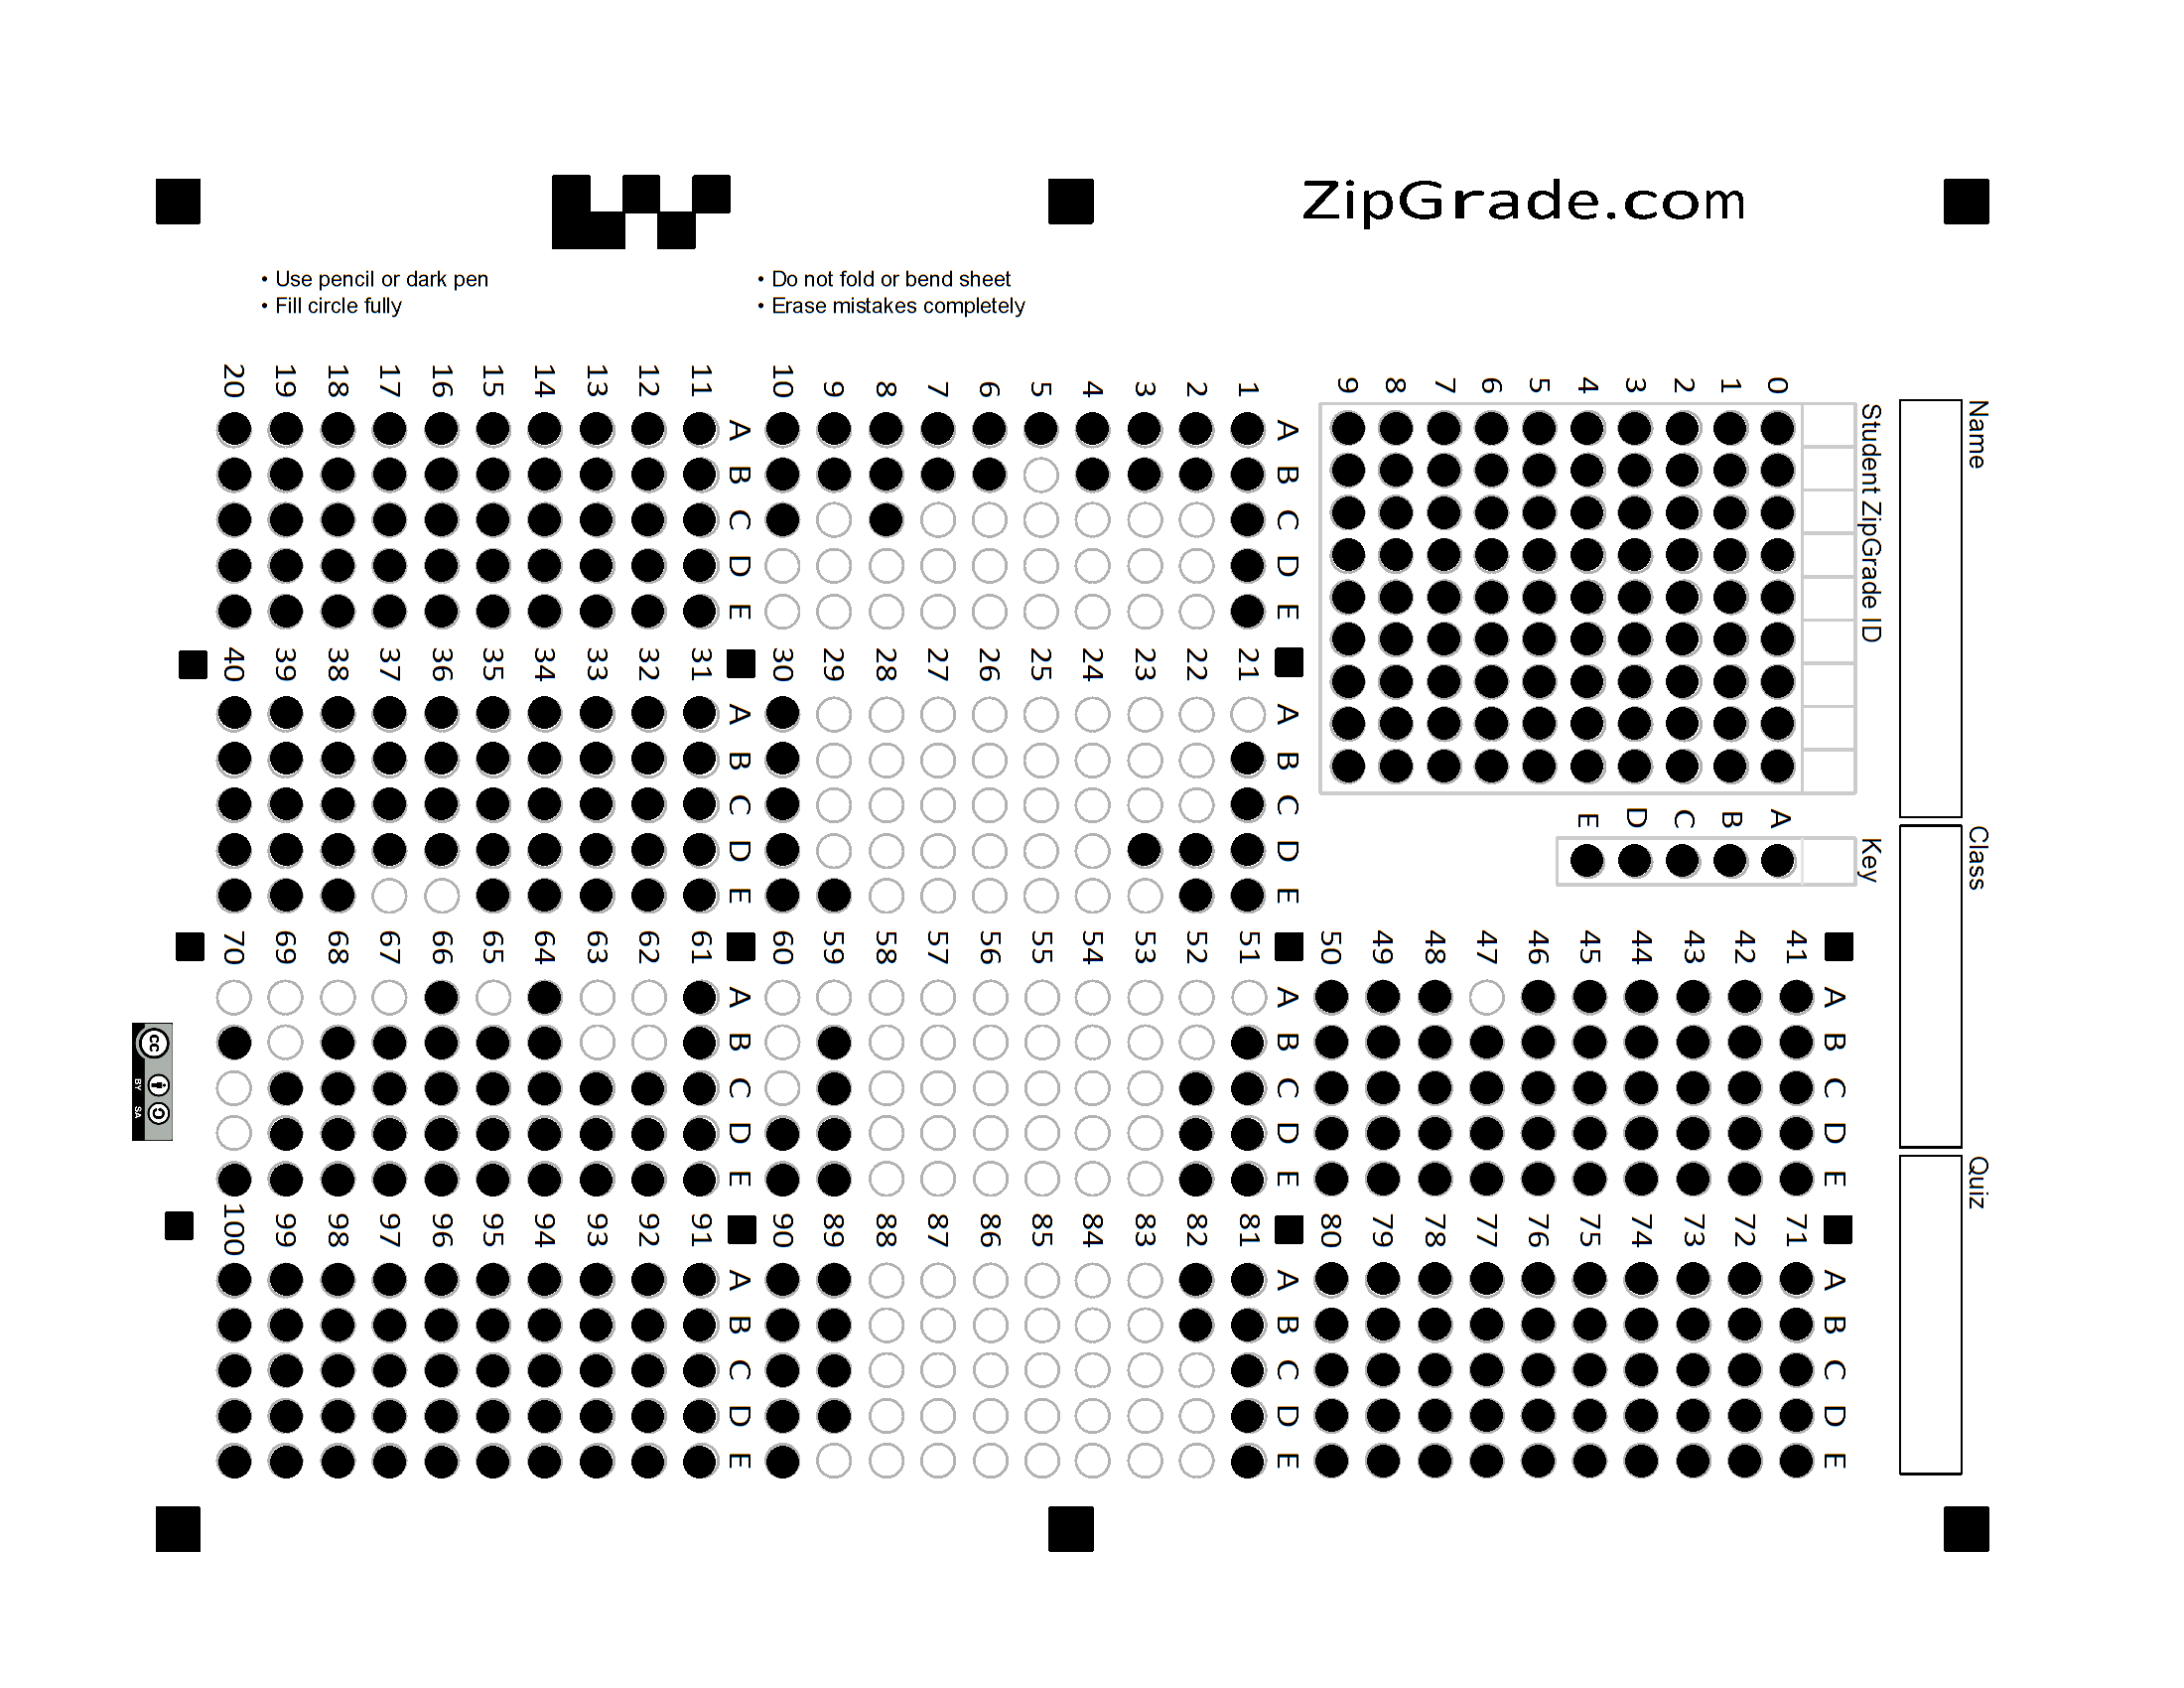 ZipGrade.com
• Use pencil or dark pen
• Fill circle fully
• Do not fold or bend sheet
• Erase mistakes completely
Name
Class
Quiz
Student ZipGrade ID
0 1 2 3 4 5 6 7 8 9
Key
A B C D E
A B C D E
1 2 3 4 5 6 7 8 9 10
A B C D E
11 12 13 14 15 16 17 18 19 20
A B C D E
21 22 23 24 25 26 27 28 29 30
A B C D E
31 32 33 34 35 36 37 38 39 40
A B C D E
41 42 43 44 45 46 47 48 49 50
A B C D E
51 52 53 54 55 56 57 58 59 60
A B C D E
61 62 63 64 65 66 67 68 69 70
A B C D E
71 72 73 74 75 76 77 78 79 80
A B C D E
81 82 83 84 85 86 87 88 89 90
A B C D E
91 92 93 94 95 96 97 98 99 100
cc BY SA